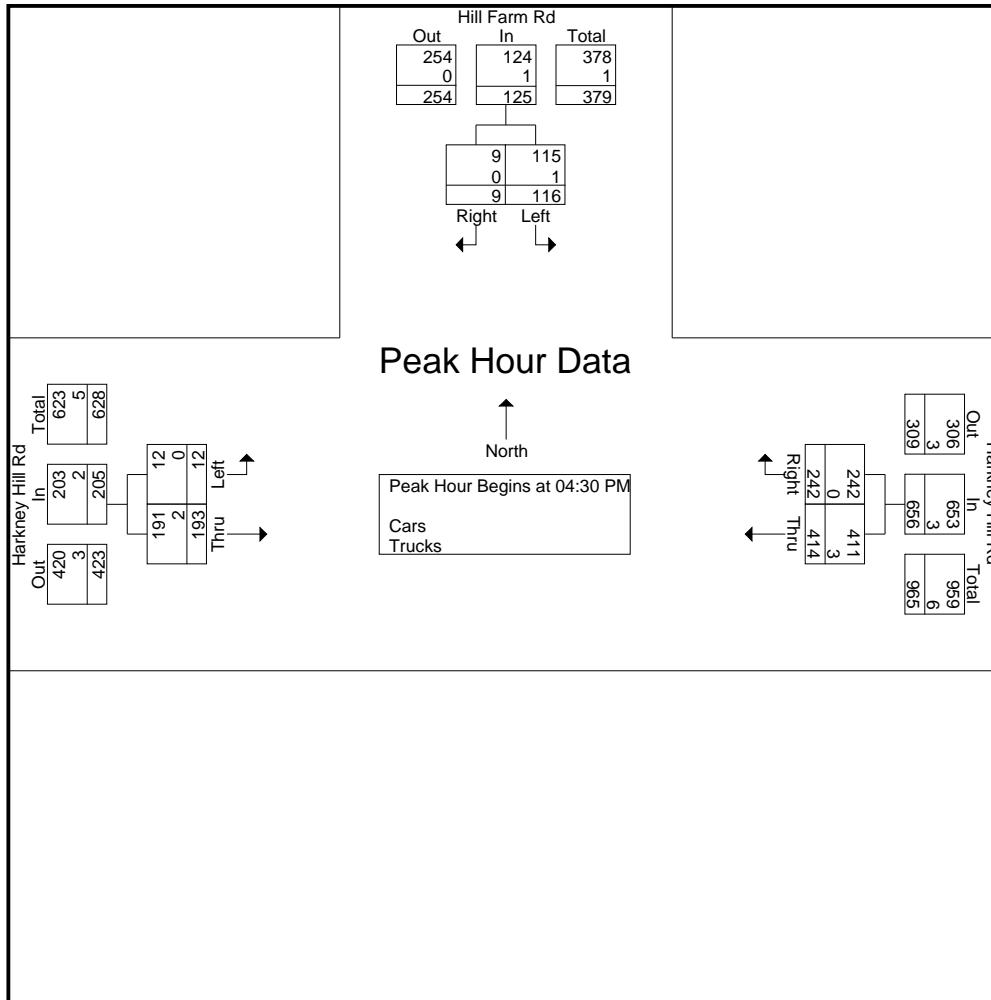 Hill Farm Rd
Out In Total
254 124 378
0 1 1
254 125 379
9 115
0 1
9 116
Right Left
Peak Hour Data
North
Peak Hour Begins at 04:30 PM
Cars
Trucks
Harkney Hill Rd
Out In Total
420 203 623
3 2 5
423 205 628
Thru Left
191 12
2 0
193 12
Harkney Hill Rd
Out In Total
306 653 959
3 3 6
309 656 965
Right Thru
242 411
0 3
242 414